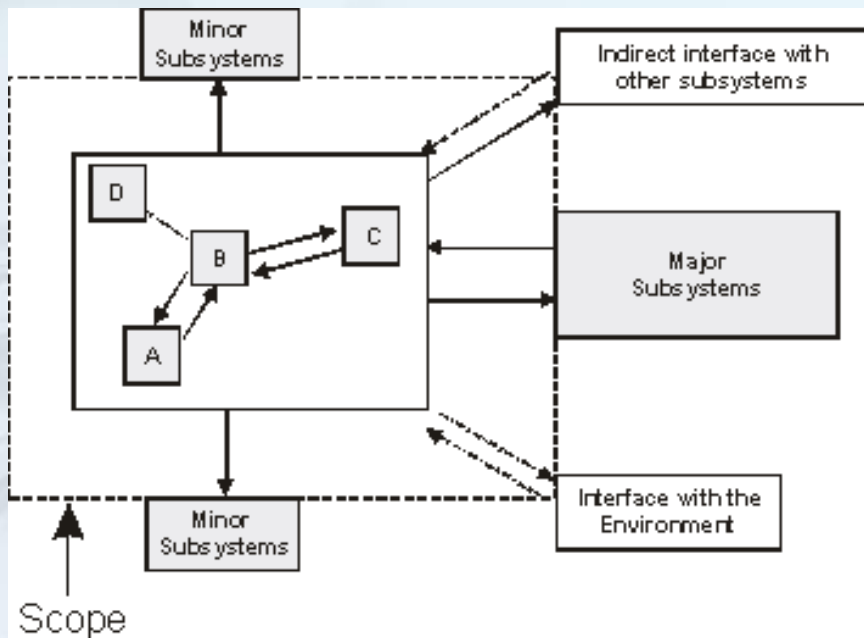 Minor
Subsystems
Indirect interface with
other subsystems
D
B
C
A
Major
Subsystems
Minor
Subsystems
Interface with the
Environment
Scope